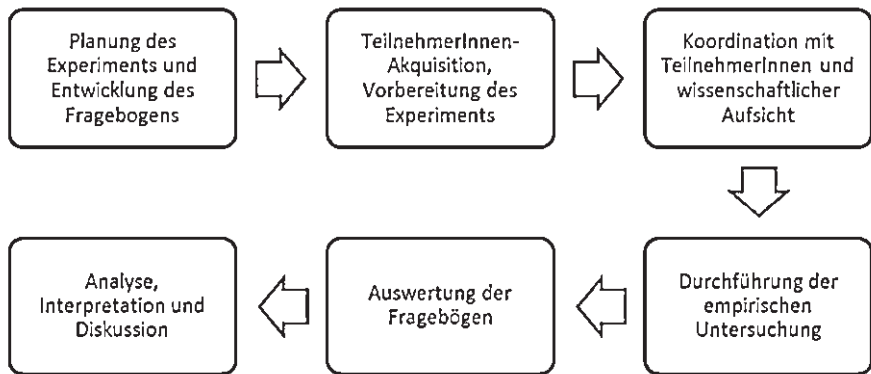 Planung des
Experiments und
Entwicklung des
Fragebogens
TeilnehmerInnen-
Akquisition,
Vorbereitung des
Experiments
Koordination mit
TeilnehmerInnen und
wissenschaftlicher
Aufsicht
Durchführung der
empirischen
Untersuchung
Auswertung der
Fragebögen
Analyse,
Interpretation und
Diskussion